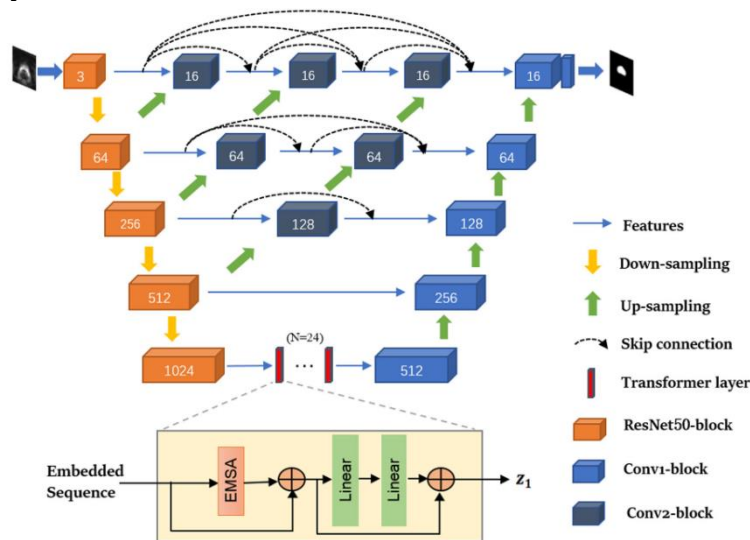 3
16
16
16
16
64
64
64
64
256
128
128
512
256
(N=24)
1024
...
512
Features
Down-sampling
Up-sampling
Skip connection
Transformer layer
ResNet50-block
Conv1-block
Conv2-block
Embedded
Sequence
EMSA
Linear
Linear
z₁